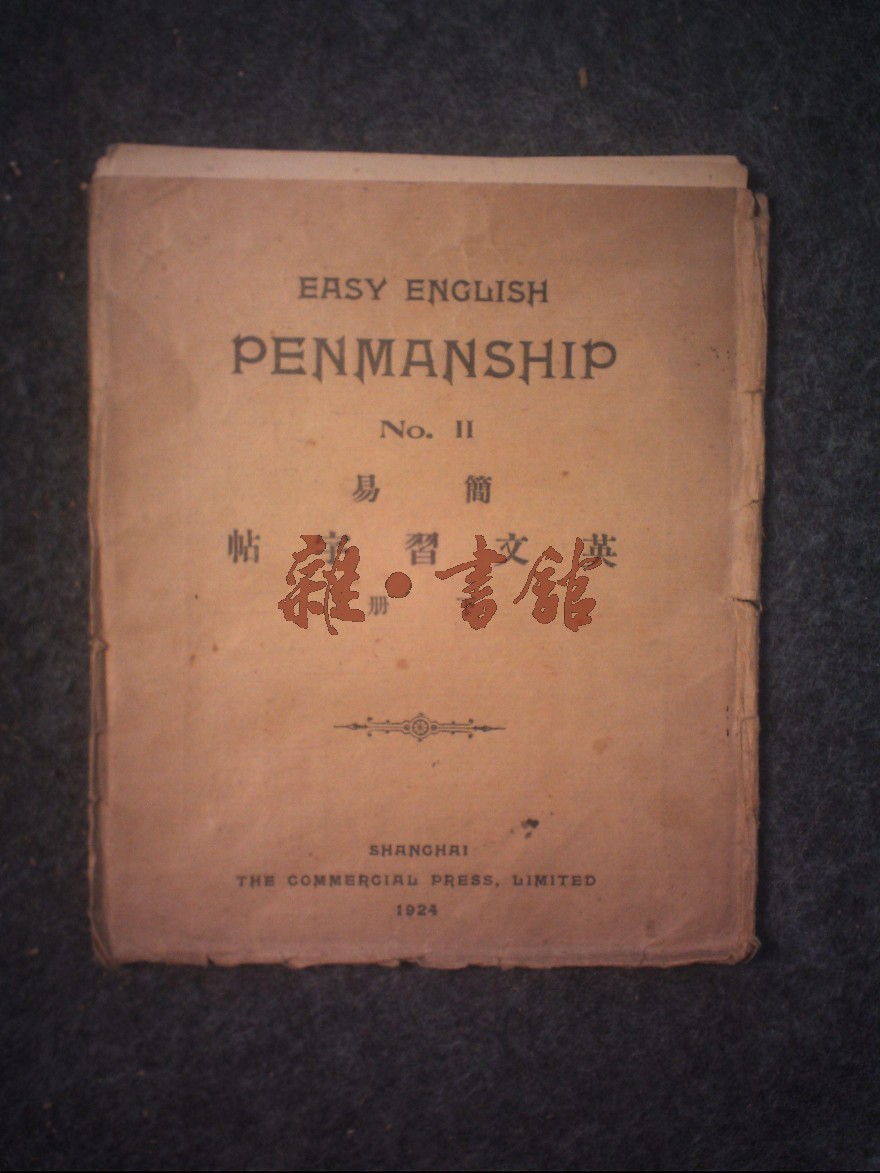 EASY ENGLISH
PENMANSHIP
No. II
簡易
英文習字帖
册
雜·書館
SHANGHAI
THE COMMERCIAL PRESS, LIMITED
1924